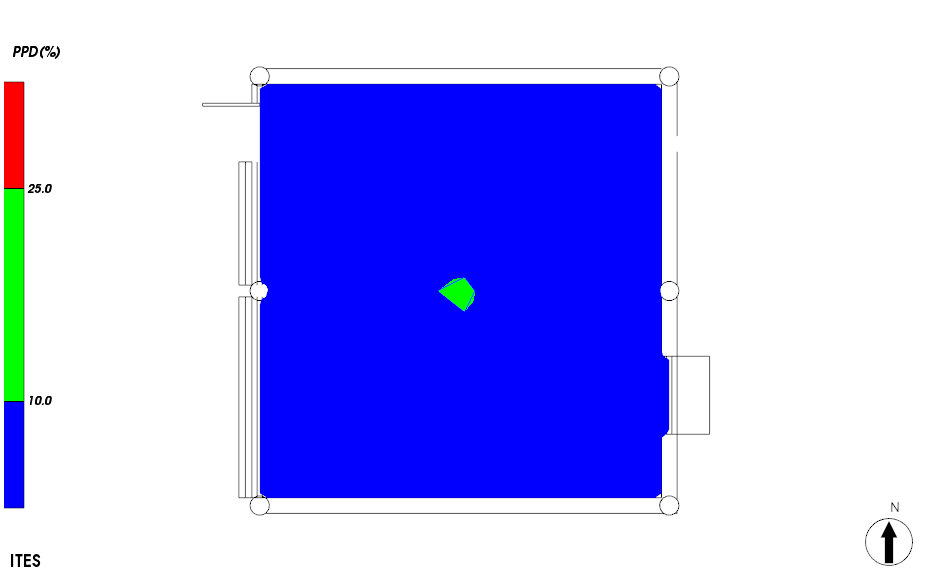 PPD(%)
25.0
10.0
N
ITES